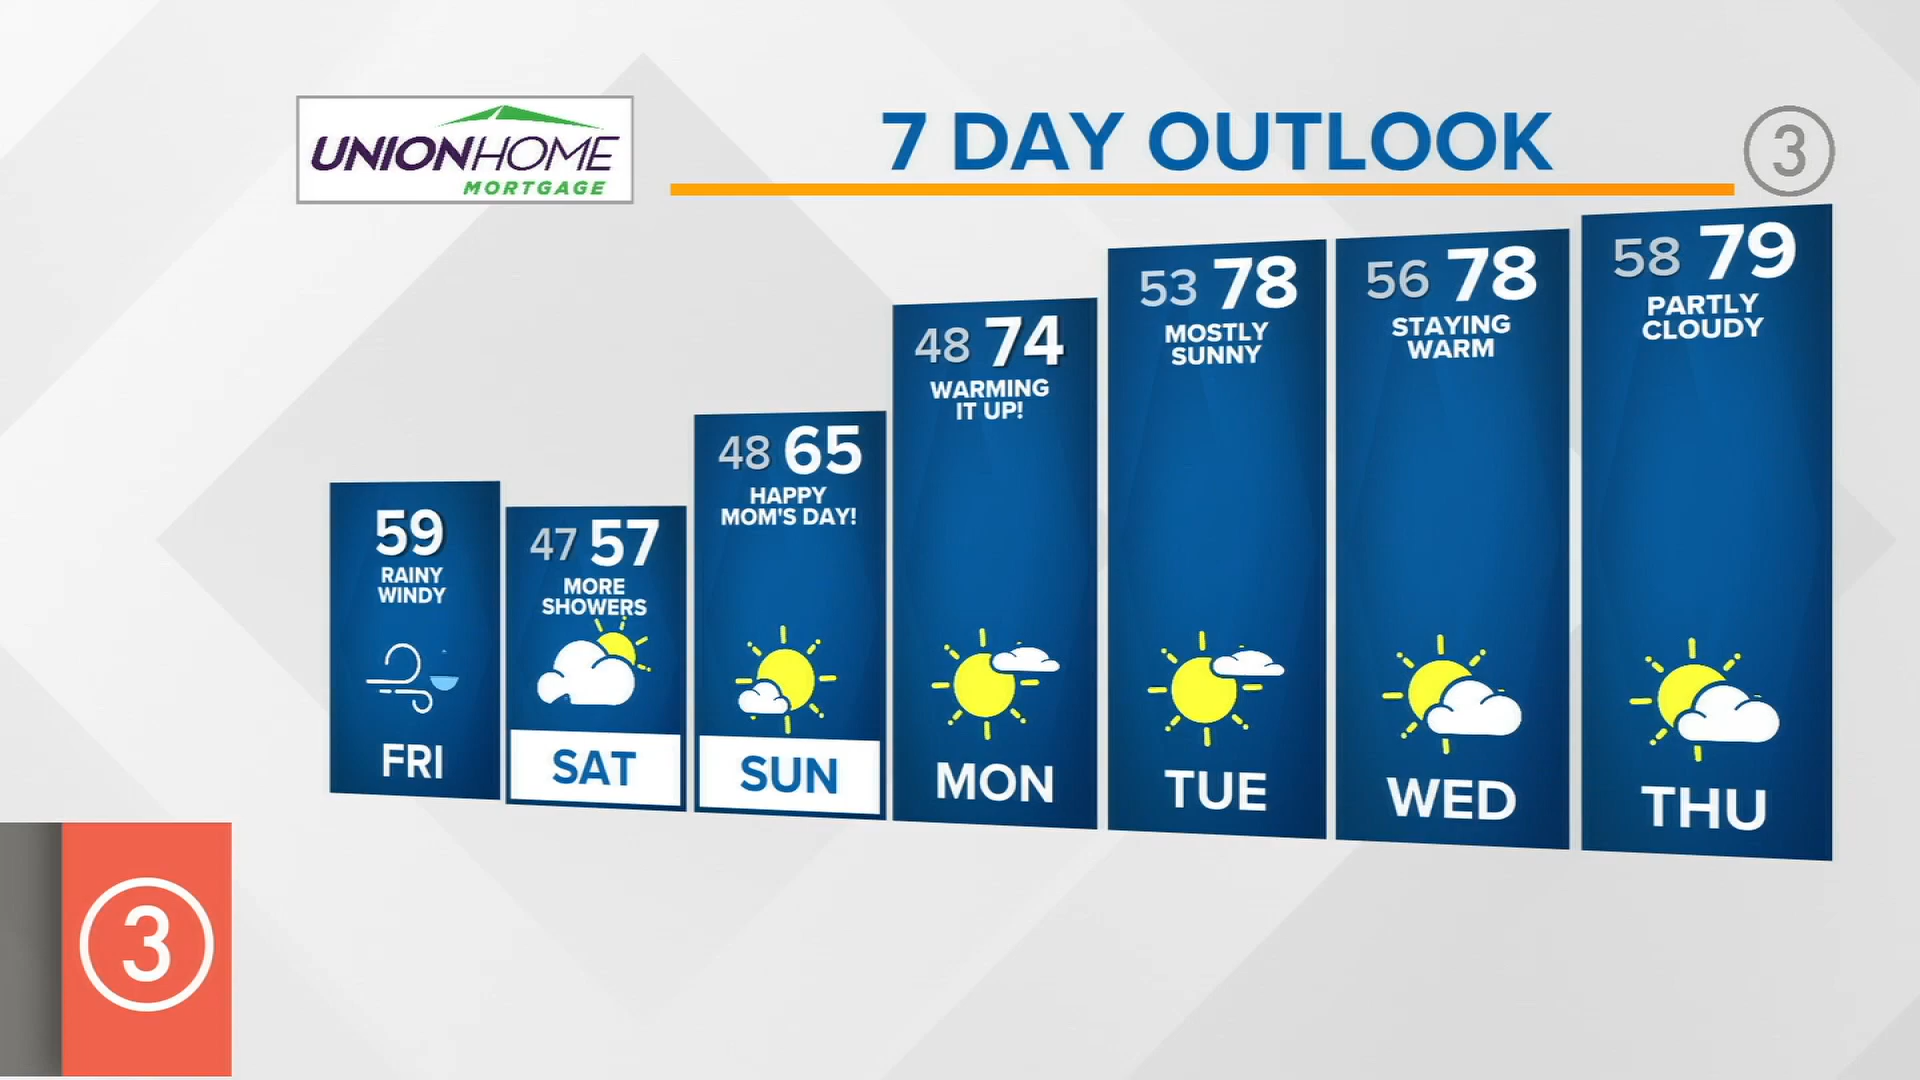 UNIONHOME
MORTGAGE
7 DAY OUTLOOK
3
59
RAINY
WINDY
FRI
47 57
MORE
SHOWERS
SAT
48 65
HAPPY
MOM'S DAY!
SUN
48 74
WARMING
IT UP!
MON
53 78
MOSTLY
SUNNY
TUE
56 78
STAYING
WARM
WED
58 79
PARTLY
CLOUDY
THU
3